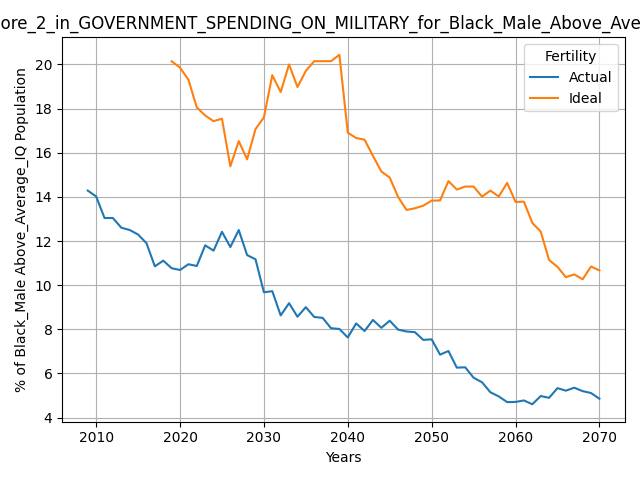 ore_2_in_GOVERNMENT_SPENDING_ON_MILITARY_for_Black_Male_Above_Ave
Fertility
Actual
Ideal
% of Black_Male Above_Average_IQ Population
20
18
16
14
12
10
8
6
4
2010 2020 2030 2040 2050 2060 2070
Years